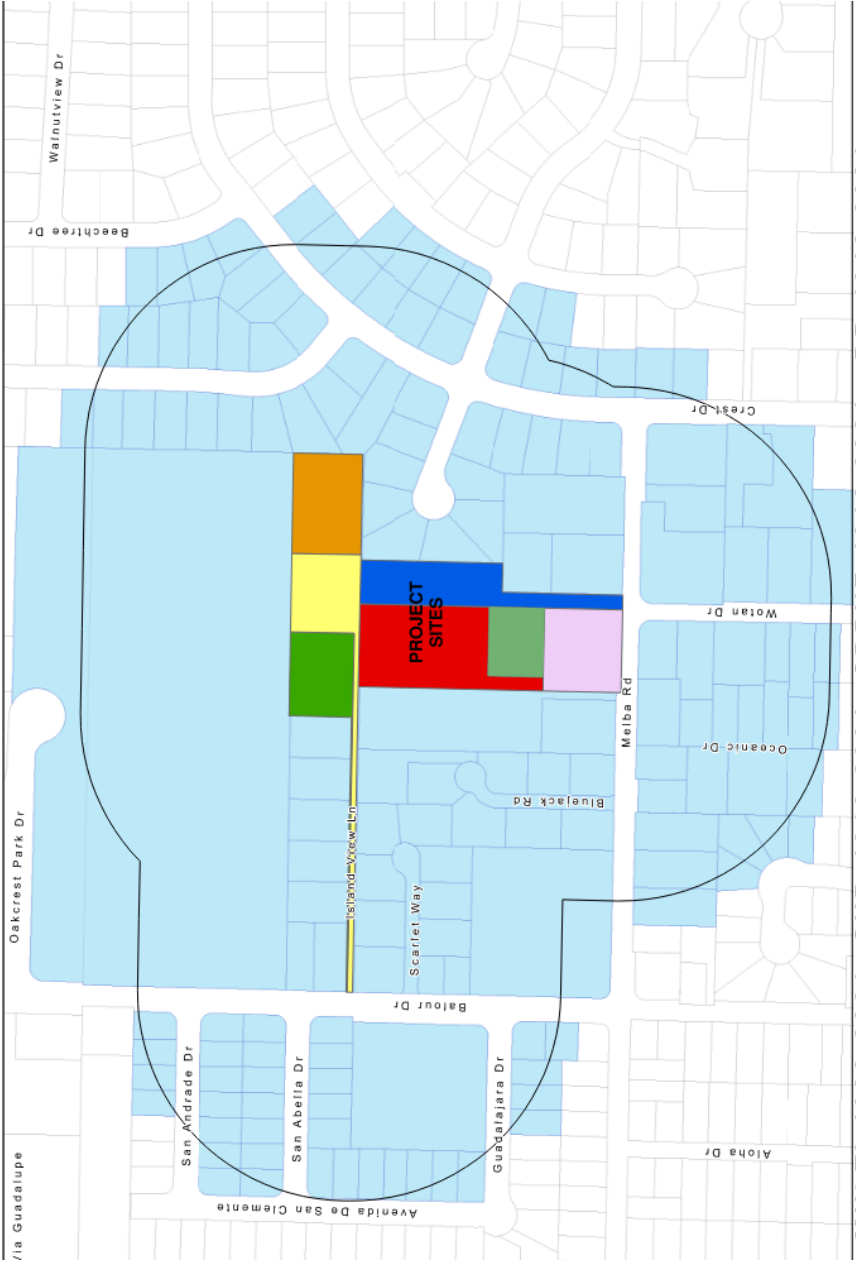 Walnutview Dr
Beechtree Dr
Crest Dr
PROJECT
SITES
Wotan Dr
Melba Rd
Oceanic Dr
Bluejack Rd
Island View Ln
Oakcrest Park Dr
Scarlet Way
Balour Dr
San Andrade Dr
San Abella Dr
Guadalajara Dr
Aloha Dr
Avenida De San Clemente
Via Guadalupe